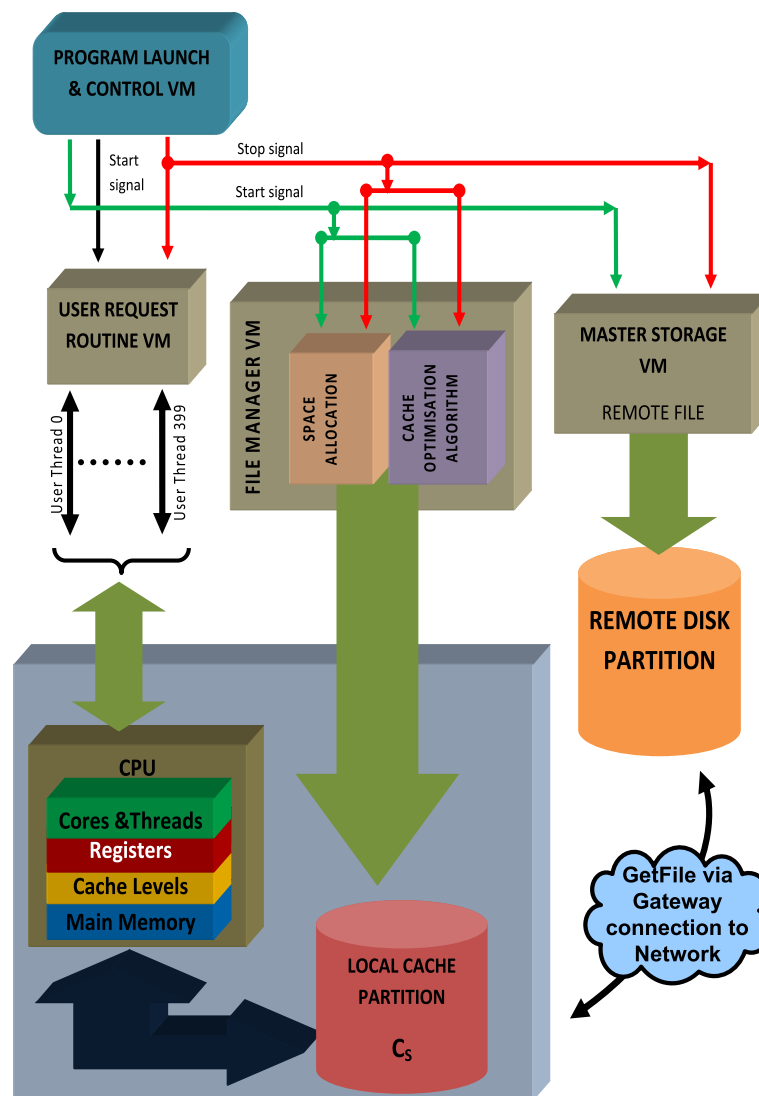 PROGRAM LAUNCH
& CONTROL VM
Start
signal
Stop signal
Start signal
USER REQUEST
ROUTINE VM
FILE MANAGER VM
SPACE
ALLOCATION
CACHE
OPTIMISATION
ALGORITHM
MASTER STORAGE
VM
REMOTE FILE
User Thread 0
User Thread 399
REMOTE DISK
PARTITION
CPU
Cores &Threads
Registers
Cache Levels
Main Memory
LOCAL CACHE
PARTITION
CS
GetFile via
Gateway
connection to
Network